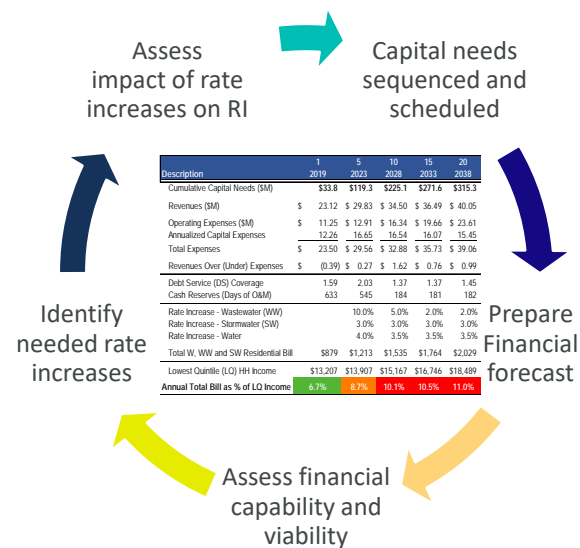 Assess
impact of rate
increases on RI
Capital needs
sequenced and
scheduled
1 5 10 15 20
Description 2019 2023 2028 2033 2038
Cumulative Capital Needs ($M) $33.8 $119.3 $225.1 $271.6 $315.3
Revenues ($M) $ 23.12 $ 29.83 $ 34.50 $ 36.49 $ 40.05
Operating Expenses ($M) $ 11.25 $ 12.91 $ 16.34 $ 19.66 $ 23.61
Annualized Capital Expenses 12.26 16.65 16.54 16.07 15.45
Total Expenses $ 23.50 $ 29.56 $ 32.88 $ 35.73 $ 39.06
Revenues Over (Under) Expenses $ (0.39) $ 0.27 $ 1.62 $ 0.76 $ 0.99
Debt Service (DS) Coverage 1.59 2.03 1.37 1.37 1.45
Cash Reserves (Days of O&M) 633 545 184 181 182
Rate Increase - Wastewater (WW) 10.0% 5.0% 2.0% 2.0%
Rate Increase - Stormwater (SW) 3.0% 3.0% 3.0% 3.0%
Rate Increase - Water 4.0% 3.5% 3.5% 3.5%
Total W, WW and SW Residential Bill $879 $1,213 $1,535 $1,764 $2,029
Lowest Quintile (LQ) HH Income $13,207 $13,907 $15,167 $16,746 $18,489
Annual Total Bill as % of LQ Income 6.7% 8.7% 10.1% 10.5% 11.0%
Identify
needed rate
increases
Prepare
Financial
forecast
Assess financial
capability and
viability